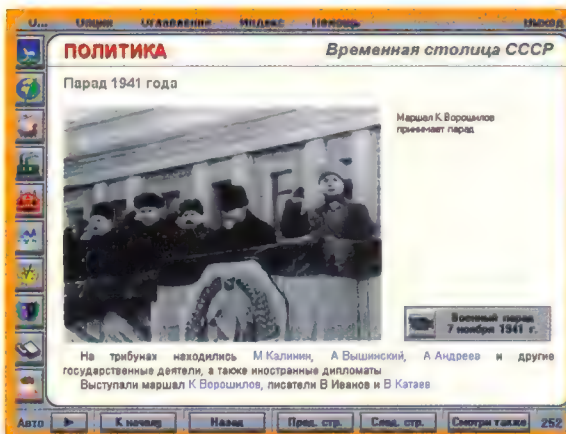 О... Опции Оглавление Индекс Помощь Выход
ПОЛИТИКА Временная столица СССР
Парад 1941 года
Маршал К.Ворошилов
принимает парад
Военный парад
7 ноября 1941 г.
На трибунах находились М.Калинин, А.Вышинский, А.Андреев и другие
государственные деятели, а также иностранные дипломаты.
Выступали маршал К.Ворошилов, писатели В.Иванов и В.Катаев
Авто К началу Назад Пред. стр. След. стр. Смотри также 252